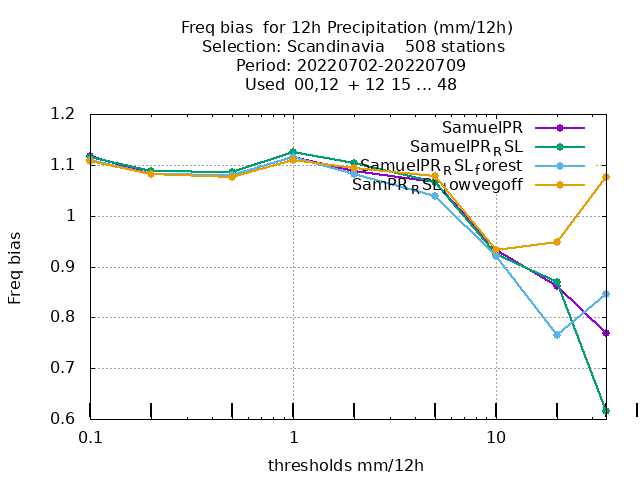 Freq bias  for 12h Precipitation (mm/12h)
Selection: Scandinavia    508 stations
Period: 20220702-20220709
Used  00,12  + 12 15 ... 48
1.2
1.1
1
0.9
0.8
0.7
0.6
Freq bias
SamuelPR
SamuelPR_RSL
SamuelPR_RSL_forest
SamPR_RSL_lowvegoff
0.1
1
10
thresholds mm/12h